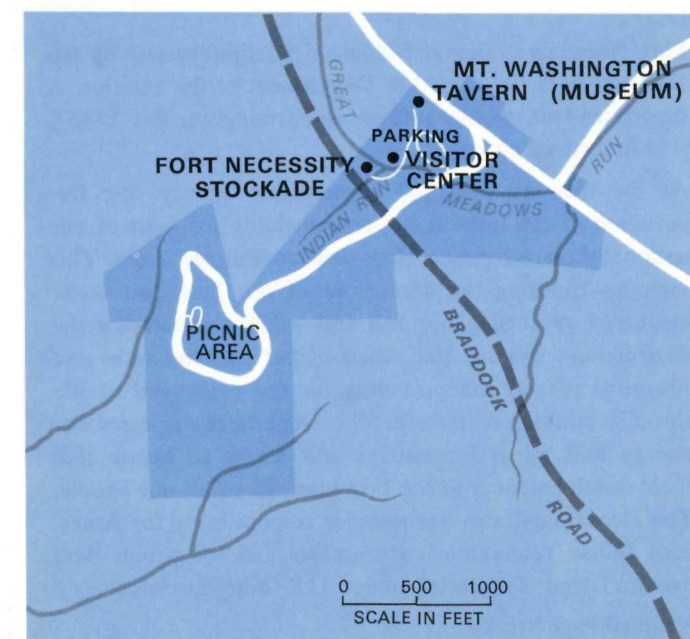 MT. WASHINGTON
TAVERN (MUSEUM)
GREAT
PARKING
FORT NECESSITY
STOCKADE
VISITOR
CENTER
RUN
MEADOWS
INDIAN RUN
PICNIC
AREA
BRADDOCK
ROAD
0 500 1000
SCALE IN FEET